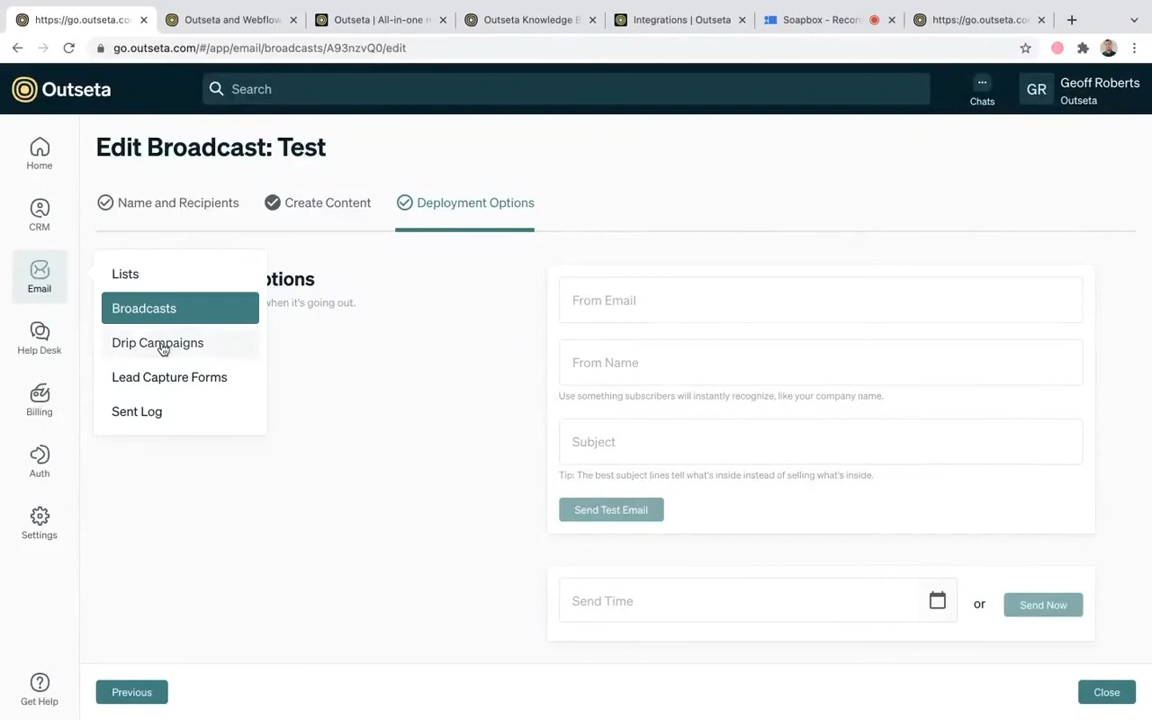 https://go.outseta.co
Outseta and Webflow
Outseta | All-in-one
Outseta Knowledge
Integrations | Outseta
Soapbox - Recor
https://go.outseta.co
go.outseta.com/#/app/email/broadcasts/A93nzvQ0/edit
Outseta
Search
Chats
GR
Geoff Roberts
Outseta
Home
CRM
Email
Help Desk
Billing
Auth
Settings
Get Help
Edit Broadcast: Test
Name and Recipients
Create Content
Deployment Options
Lists
Broadcasts
Drip Campaigns
Lead Capture Forms
Sent Log
ptions
when it's going out.
From Email
From Name
Use something subscribers will instantly recognize, like your company name.
Subject
Tip: The best subject lines tell what's inside instead of selling what's inside.
Send Test Email
Send Time
or
Send Now
Previous
Close